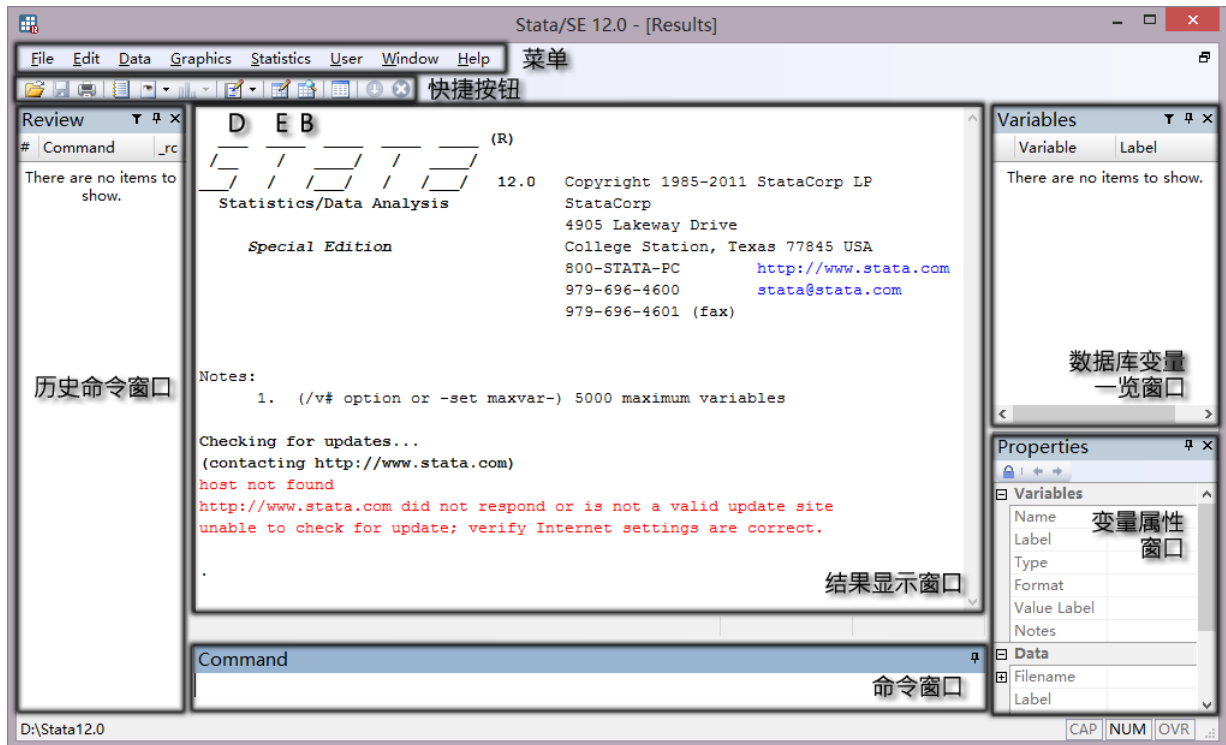 Stata/SE 12.0 - [Results]
File Edit Data Graphics Statistics User Window Help 菜单
快捷按钮
Review
# Command _rc
There are no items to
show.
历史命令窗口
D E B
(R)
12.0 Copyright 1985-2011 StataCorp LP
Statistics/Data Analysis StataCorp
4905 Lakeway Drive
Special Edition College Station, Texas 77845 USA
800-STATA-PC http://www.stata.com
979-696-4600 stata@stata.com
979-696-4601 (fax)
Notes:
1. (/v# option or -set maxvar-) 5000 maximum variables
Checking for updates...
(contacting http://www.stata.com)
host not found
http://www.stata.com did not respond or is not a valid update site
unable to check for update; verify Internet settings are correct.
.
结果显示窗口
Command
命令窗口
Variables
Variable Label
There are no items to show.
数据库变量
一览窗口
Properties
Variables
Name
Label
Type
Format
Value Label
Notes
变量属性
窗口
Data
Filename
Label
D:\Stata12.0
CAP NUM OVR